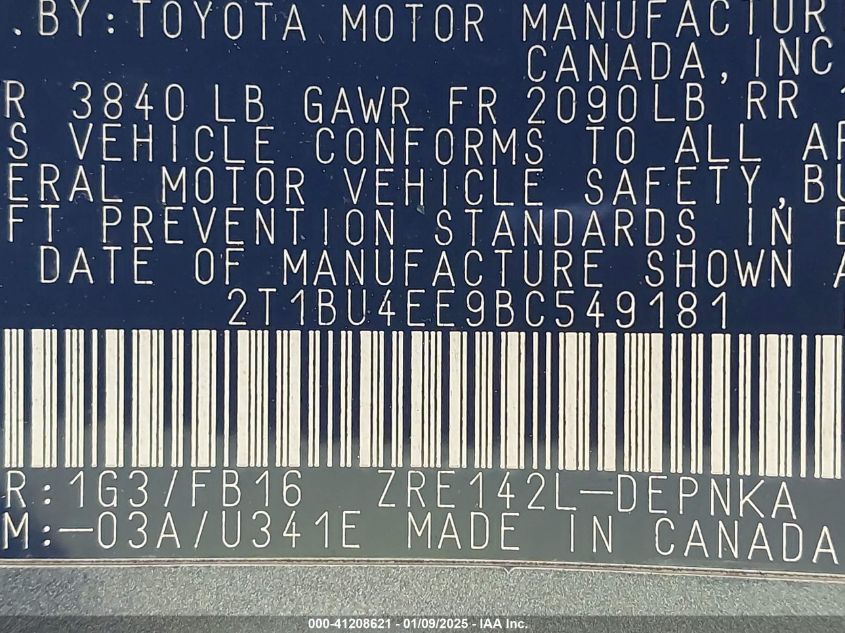 .BY:TOYOTA MOTOR MANUFACTUR
CANADA,INC
R 3840 LB GAWR FR 2090LB RR
S VEHICLE CONFORMS TO ALL
ERAL MOTOR VEHICLE SAFETY,BU
FT PREVENTION STANDARDS IN
DATE OF MANUFACTURE SHOWN
2T1BU4EE9BC549181
R:1G3/FB16 ZRE142L-DEPNKA
M:-03A/U341E MADE IN CANADA
000-41208621 - 01/09/2025 - IAA Inc.